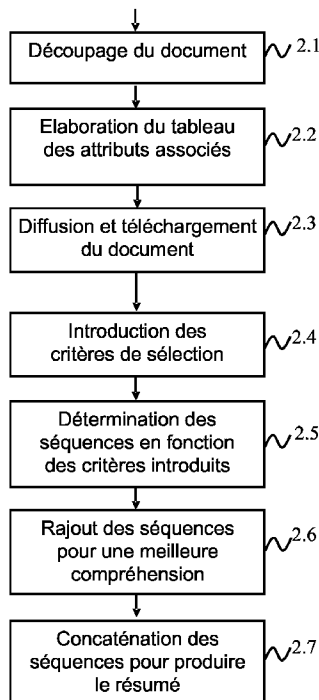 Découpage du document
2.1
Elaboration du tableau
des attributs associés
2.2
Diffusion et téléchargement
du document
2.3
Introduction des
critères de sélection
2.4
Détermination des
séquences en fonction
des critères introduits
2.5
Rajout des séquences
pour une meilleure
compréhension
2.6
Concaténation des
séquences pour produire
le résumé
2.7